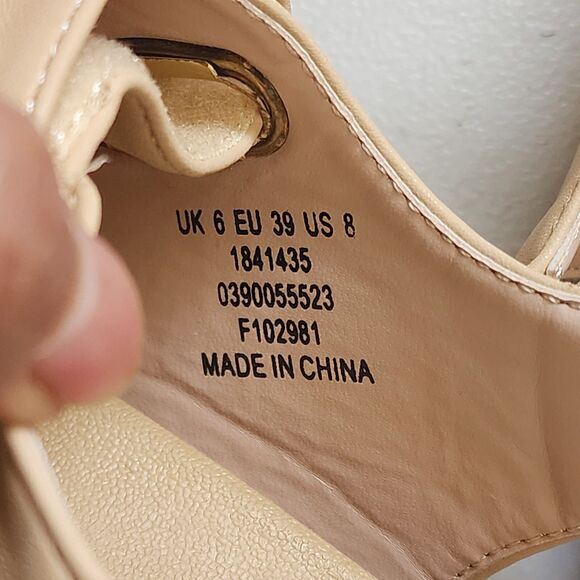 UK 6 EU 39 US 8
1841435
0390055523
F102981
MADE IN CHINA